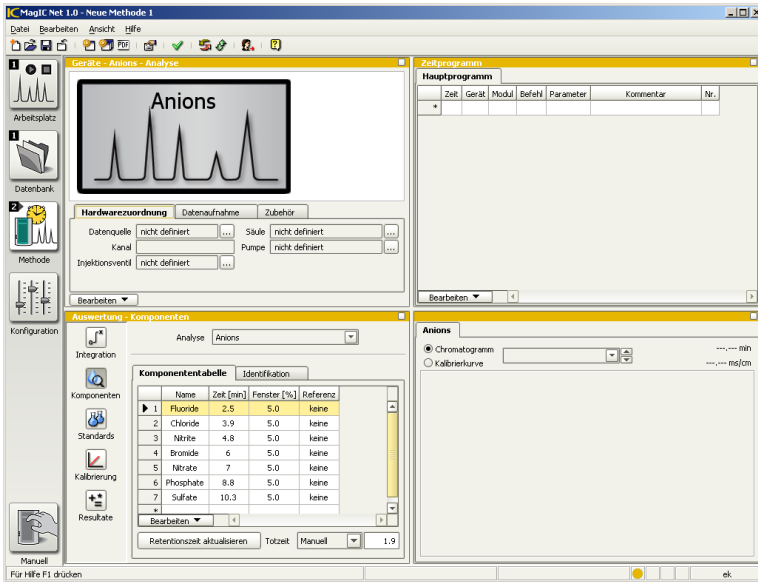 MagIC Net 1.0 - Neue Methode 1
Datei Bearbeiten Ansicht Hilfe
PDF
1
Arbeitsplatz
1
Datenbank
2
Methode
Konfiguration
Manuell
Geräte - Anions - Analyse
Anions
Hardwarezuordnung Datenaufnahme Zubehör
Datenquelle nicht definiert ... Säule nicht definiert ...
Kanal Pumpe nicht definiert ...
Injektionsventil nicht definiert ...
Bearbeiten
Zeitprogramm
Hauptprogramm
Zeit Gerät Modul Befehl Parameter Kommentar Nr.
*
Bearbeiten
Auswertung - Komponenten
Integration
Komponenten
Standards
Kalibrierung
Resultate
Analyse Anions
Komponententabelle Identifikation
Name Zeit [min] Fenster [%] Referenz
1 Fluoride 2.5 5.0 keine
2 Chloride 3.9 5.0 keine
3 Nitrite 4.8 5.0 keine
4 Bromide 6 5.0 keine
5 Nitrate 7 5.0 keine
6 Phosphate 8.8 5.0 keine
7 Sulfate 10.3 5.0 keine
*
Bearbeiten
Retentionszeit aktualisieren Totzeit Manuell 1.9
Anions
Chromatogramm ---.--- min
Kalibrierkurve ---.--- ms/cm
Für Hilfe F1 drücken ek